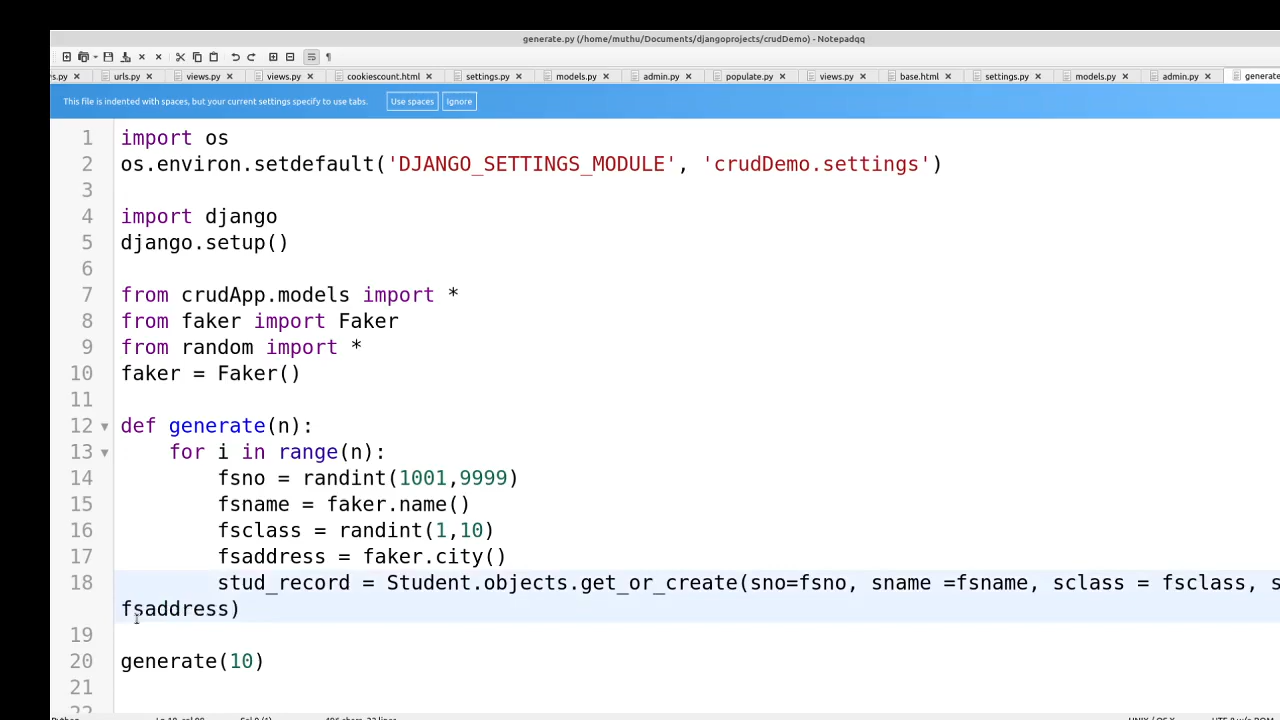 generate.py (/home/muthu/Documents/djangoprojects/crudDemo) - Notepadqq
s.py urls.py views.py views.py cookiescount.html settings.py models.py admin.py populate.py views.py base.html settings.py models.py admin.py generate
This file is indented with spaces, but your current settings specify to use tabs. Use spaces Ignore
1 import os
2 os.environ.setdefault('DJANGO_SETTINGS_MODULE', 'crudDemo.settings')
3
4 import django
5 django.setup()
6
7 from crudApp.models import *
8 from faker import Faker
9 from random import *
10 faker = Faker()
11
12 def generate(n):
13 for i in range(n):
14 fsno = randint(1001,9999)
15 fsname = faker.name()
16 fsclass = randint(1,10)
17 fsaddress = faker.city()
18 stud_record = Student.objects.get_or_create(sno=fsno, sname =fsname, sclass = fsclass, s
fsaddress)
19
20 generate(10)
21
22